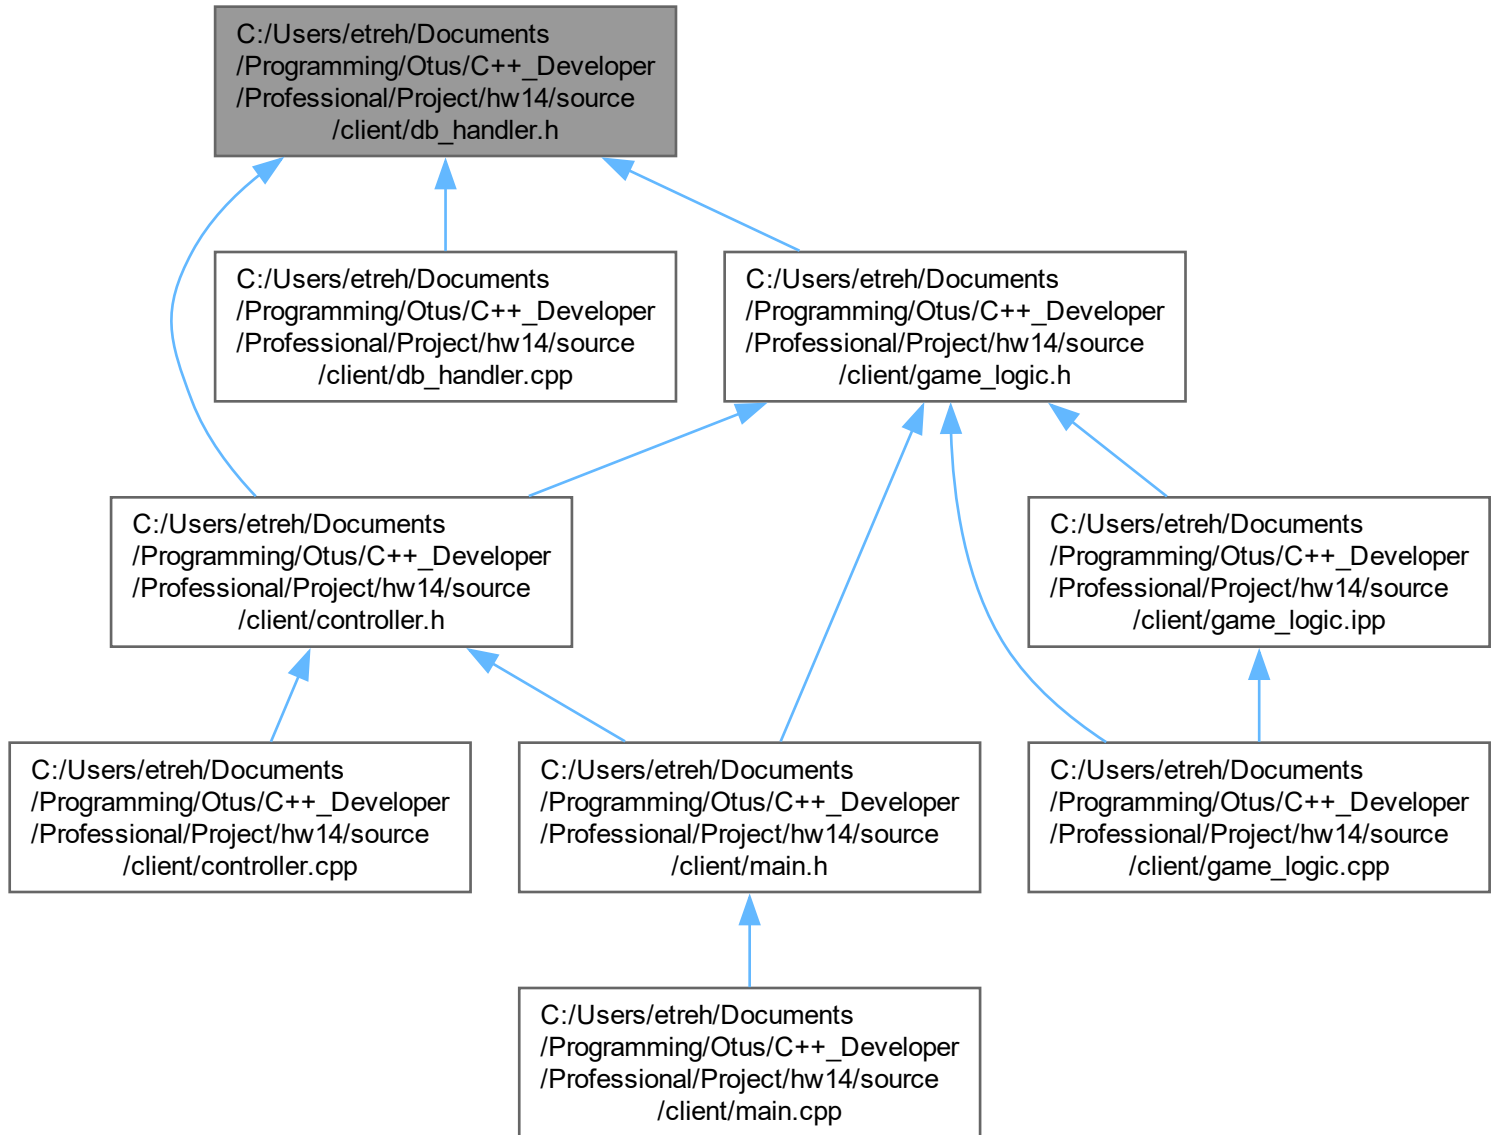 C:/Users/etreh/Documents
/Programming/Otus/C++_Developer
/Professional/Project/hw14/source
/client/db_handler.h
C:/Users/etreh/Documents
/Programming/Otus/C++_Developer
/Professional/Project/hw14/source
/client/db_handler.cpp
C:/Users/etreh/Documents
/Programming/Otus/C++_Developer
/Professional/Project/hw14/source
/client/game_logic.h
C:/Users/etreh/Documents
/Programming/Otus/C++_Developer
/Professional/Project/hw14/source
/client/controller.h
C:/Users/etreh/Documents
/Programming/Otus/C++_Developer
/Professional/Project/hw14/source
/client/game_logic.ipp
C:/Users/etreh/Documents
/Programming/Otus/C++_Developer
/Professional/Project/hw14/source
/client/controller.cpp
C:/Users/etreh/Documents
/Programming/Otus/C++_Developer
/Professional/Project/hw14/source
/client/main.h
C:/Users/etreh/Documents
/Programming/Otus/C++_Developer
/Professional/Project/hw14/source
/client/game_logic.cpp
C:/Users/etreh/Documents
/Programming/Otus/C++_Developer
/Professional/Project/hw14/source
/client/main.cpp